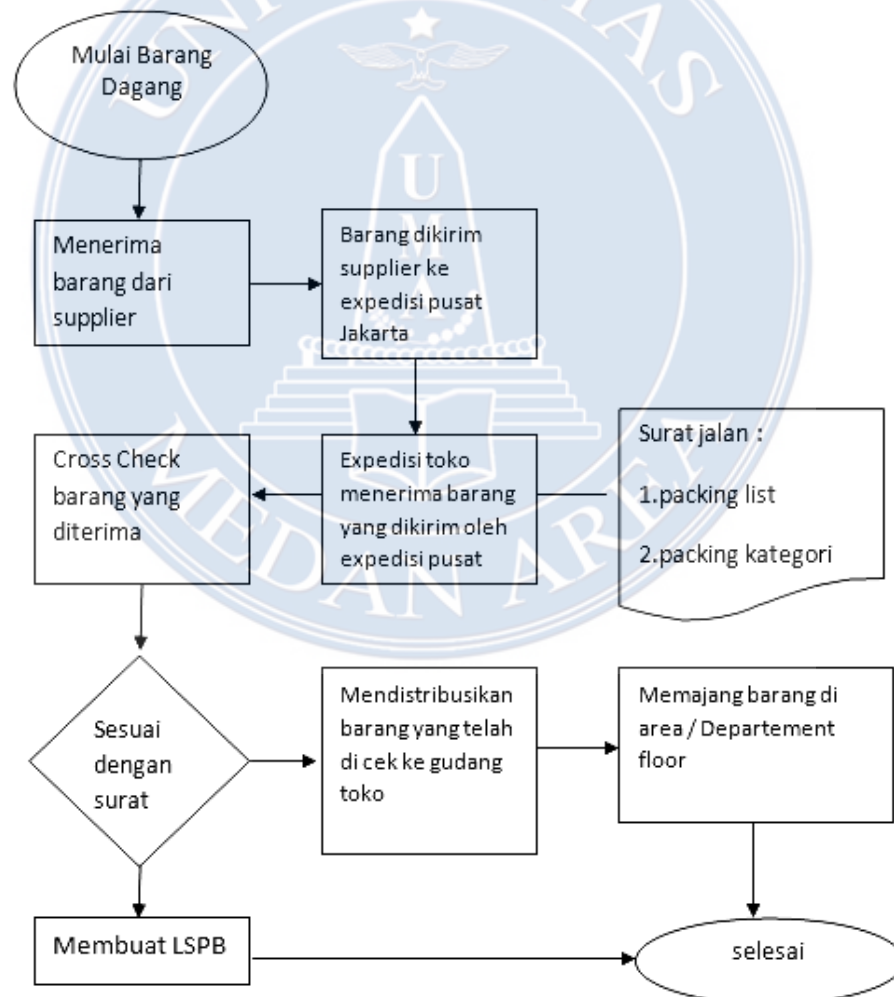 Mulai Barang
Dagang
Menerima
barang dari
supplier
Barang dikirim
supplier ke
expedisi pusat
Jakarta
Cross Check
barang yang
diterima
Expedisi toko
menerima barang
yang dikirim oleh
expedisi pusat
Surat jalan :
1.packing list
2.packing kategori
Sesuai
dengan
surat
Mendistribusikan
barang yang telah
di cek ke gudang
toko
Memajang barang di
area / Departement
floor
Membuat LSPB
selesai
UMA
MEDAN AREA